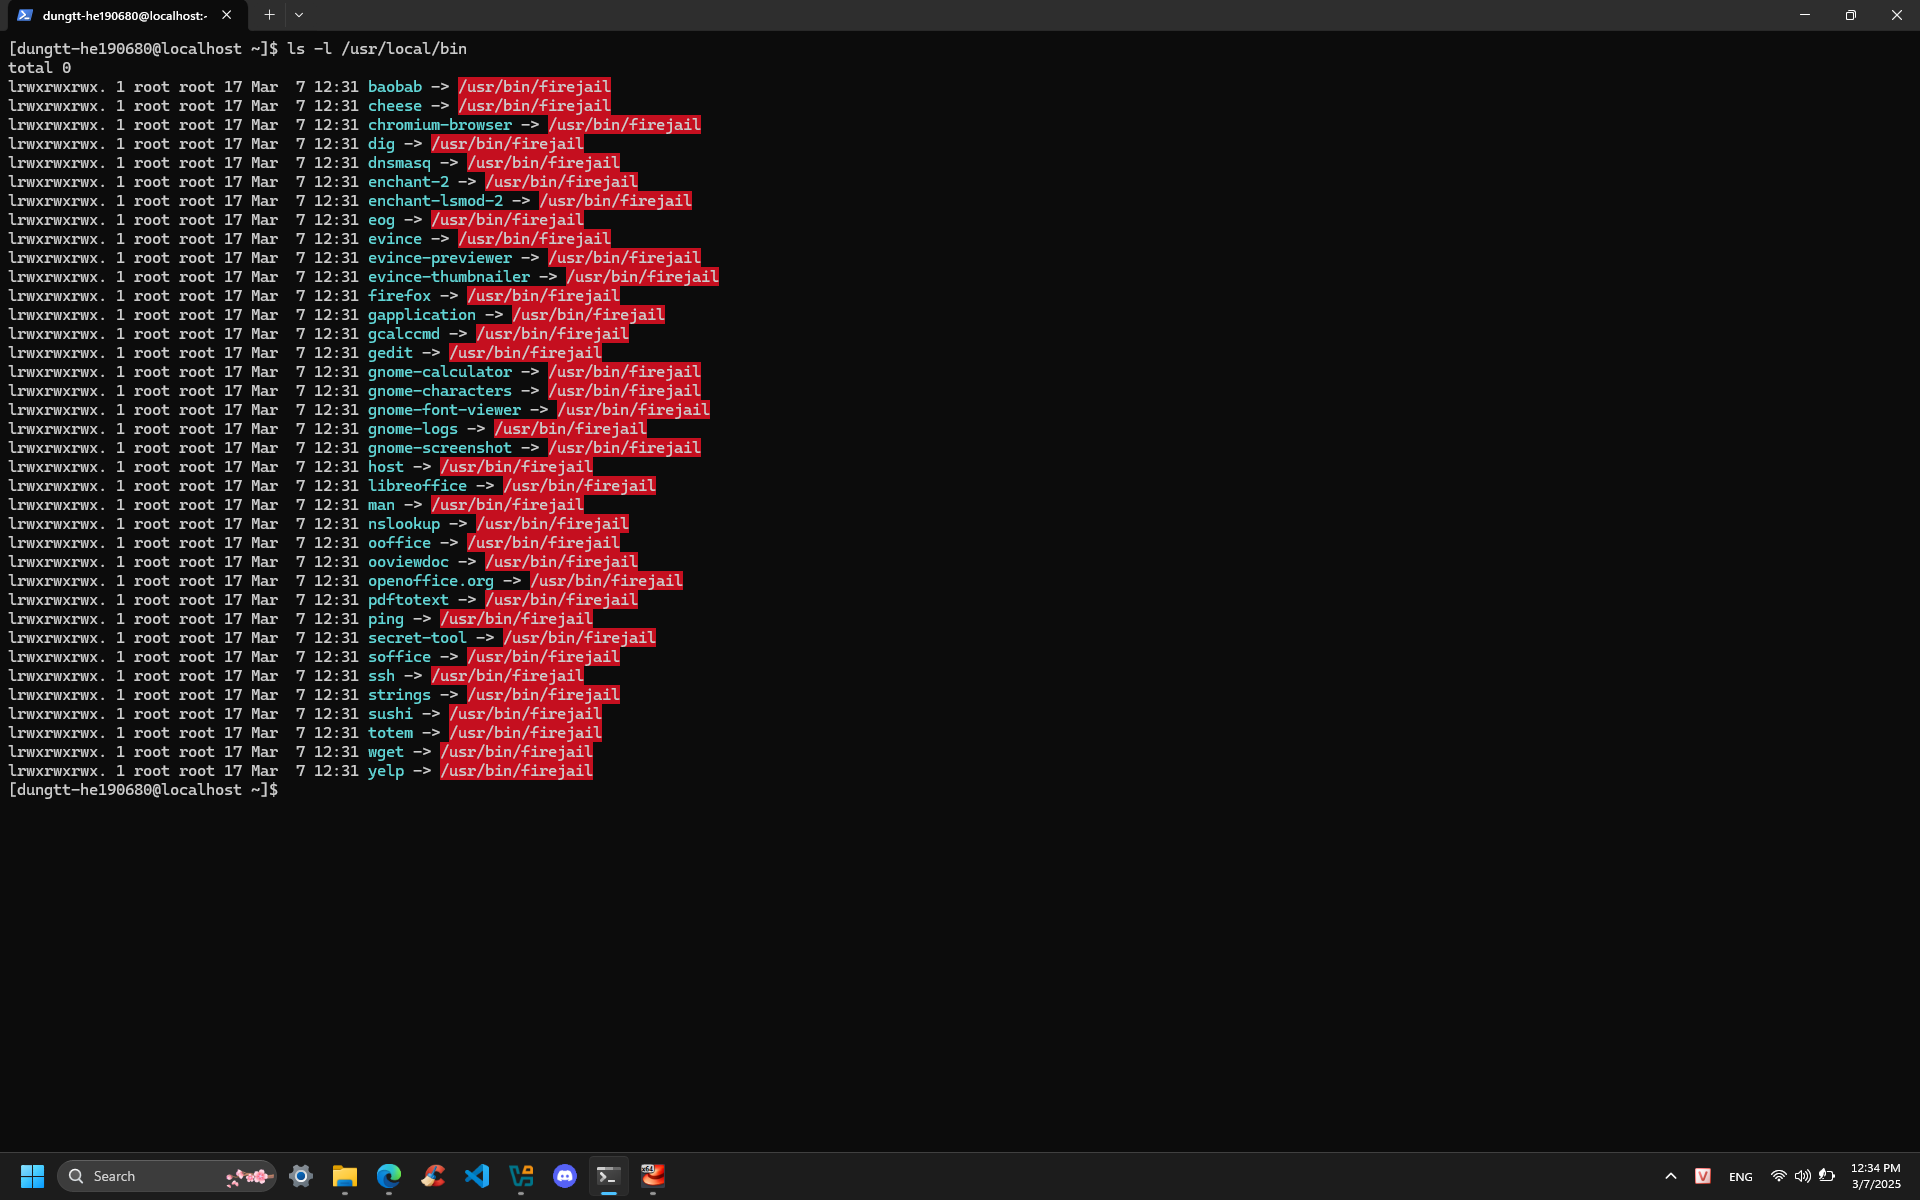 dungtt-he190680@localhost:-
[dungtt-he190680@localhost ~]$ ls -l /usr/local/bin
total 0
lrwxrwxrwx. 1 root root 17 Mar  7 12:31 baobab -> /usr/bin/firejail
lrwxrwxrwx. 1 root root 17 Mar  7 12:31 cheese -> /usr/bin/firejail
lrwxrwxrwx. 1 root root 17 Mar  7 12:31 chromium-browser -> /usr/bin/firejail
lrwxrwxrwx. 1 root root 17 Mar  7 12:31 dig -> /usr/bin/firejail
lrwxrwxrwx. 1 root root 17 Mar  7 12:31 dnsmasq -> /usr/bin/firejail
lrwxrwxrwx. 1 root root 17 Mar  7 12:31 enchant-2 -> /usr/bin/firejail
lrwxrwxrwx. 1 root root 17 Mar  7 12:31 enchant-lsmod-2 -> /usr/bin/firejail
lrwxrwxrwx. 1 root root 17 Mar  7 12:31 eog -> /usr/bin/firejail
lrwxrwxrwx. 1 root root 17 Mar  7 12:31 evince -> /usr/bin/firejail
lrwxrwxrwx. 1 root root 17 Mar  7 12:31 evince-previewer -> /usr/bin/firejail
lrwxrwxrwx. 1 root root 17 Mar  7 12:31 evince-thumbnailer -> /usr/bin/firejail
lrwxrwxrwx. 1 root root 17 Mar  7 12:31 firefox -> /usr/bin/firejail
lrwxrwxrwx. 1 root root 17 Mar  7 12:31 gapplication -> /usr/bin/firejail
lrwxrwxrwx. 1 root root 17 Mar  7 12:31 gcalccmd -> /usr/bin/firejail
lrwxrwxrwx. 1 root root 17 Mar  7 12:31 gedit -> /usr/bin/firejail
lrwxrwxrwx. 1 root root 17 Mar  7 12:31 gnome-calculator -> /usr/bin/firejail
lrwxrwxrwx. 1 root root 17 Mar  7 12:31 gnome-characters -> /usr/bin/firejail
lrwxrwxrwx. 1 root root 17 Mar  7 12:31 gnome-font-viewer -> /usr/bin/firejail
lrwxrwxrwx. 1 root root 17 Mar  7 12:31 gnome-logs -> /usr/bin/firejail
lrwxrwxrwx. 1 root root 17 Mar  7 12:31 gnome-screenshot -> /usr/bin/firejail
lrwxrwxrwx. 1 root root 17 Mar  7 12:31 host -> /usr/bin/firejail
lrwxrwxrwx. 1 root root 17 Mar  7 12:31 libreoffice -> /usr/bin/firejail
lrwxrwxrwx. 1 root root 17 Mar  7 12:31 man -> /usr/bin/firejail
lrwxrwxrwx. 1 root root 17 Mar  7 12:31 nslookup -> /usr/bin/firejail
lrwxrwxrwx. 1 root root 17 Mar  7 12:31 ooffice -> /usr/bin/firejail
lrwxrwxrwx. 1 root root 17 Mar  7 12:31 ooviewdoc -> /usr/bin/firejail
lrwxrwxrwx. 1 root root 17 Mar  7 12:31 openoffice.org -> /usr/bin/firejail
lrwxrwxrwx. 1 root root 17 Mar  7 12:31 pdftotext -> /usr/bin/firejail
lrwxrwxrwx. 1 root root 17 Mar  7 12:31 ping -> /usr/bin/firejail
lrwxrwxrwx. 1 root root 17 Mar  7 12:31 secret-tool -> /usr/bin/firejail
lrwxrwxrwx. 1 root root 17 Mar  7 12:31 soffice -> /usr/bin/firejail
lrwxrwxrwx. 1 root root 17 Mar  7 12:31 ssh -> /usr/bin/firejail
lrwxrwxrwx. 1 root root 17 Mar  7 12:31 strings -> /usr/bin/firejail
lrwxrwxrwx. 1 root root 17 Mar  7 12:31 sushi -> /usr/bin/firejail
lrwxrwxrwx. 1 root root 17 Mar  7 12:31 totem -> /usr/bin/firejail
lrwxrwxrwx. 1 root root 17 Mar  7 12:31 wget -> /usr/bin/firejail
lrwxrwxrwx. 1 root root 17 Mar  7 12:31 yelp -> /usr/bin/firejail
[dungtt-he190680@localhost ~]$
Search
x64
V
ENG
12:34 PM
3/7/2025